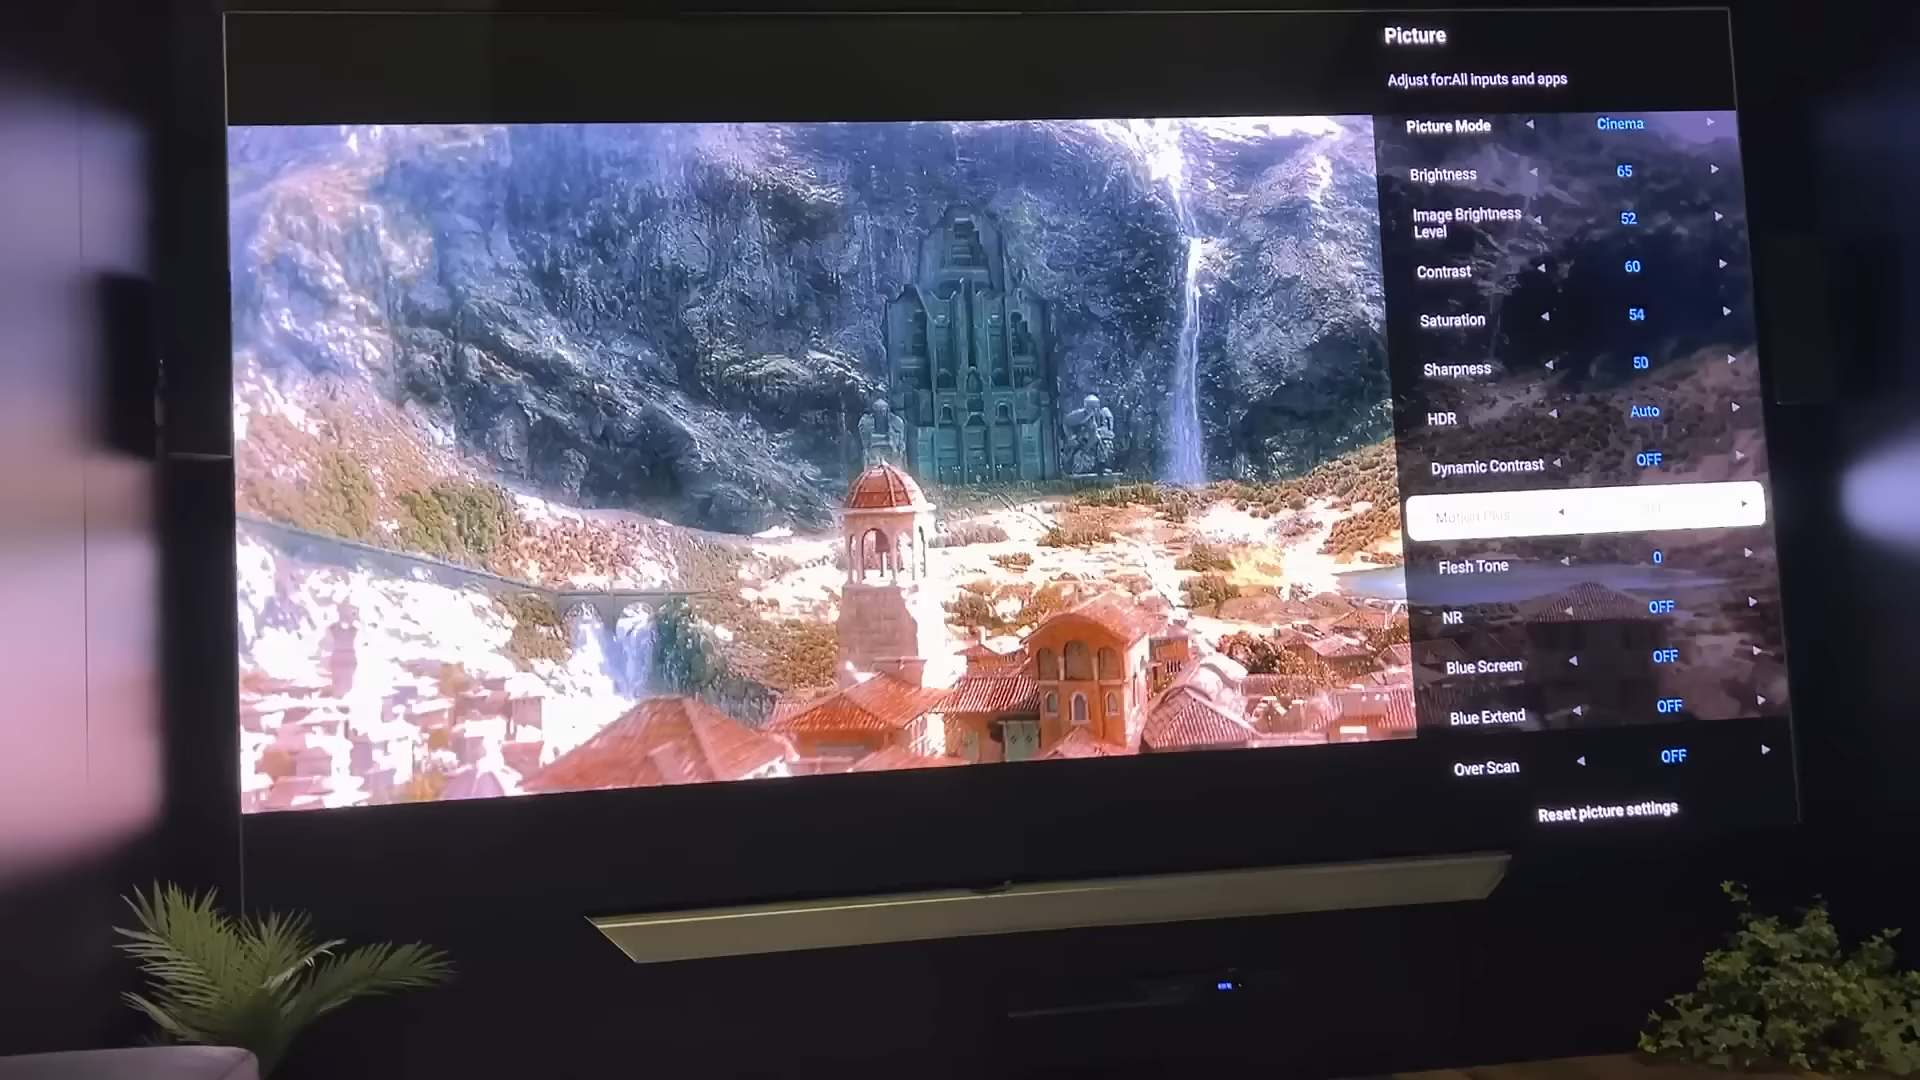 Picture
Adjust for:All inputs and apps
Picture Mode Cinema
Brightness 65
Image Brightness 52
Level
Contrast 60
Saturation 54
Sharpness 50
HDR Auto
Dynamic Contrast OFF
Motion Plus
Flesh Tone 0
NR OFF
Blue Screen OFF
Blue Extend OFF
Over Scan OFF
Reset picture settings